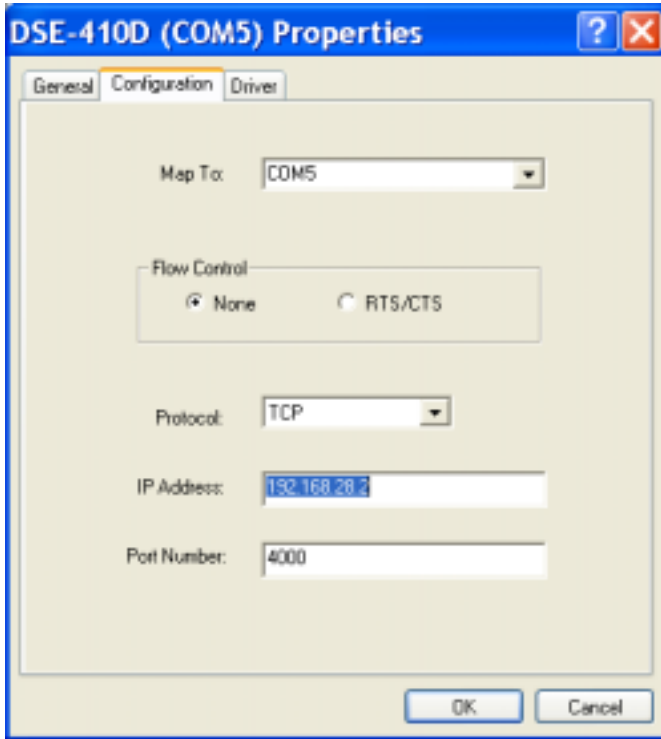 DSE-410D (COM5) Properties
General Configuration Driver
Map To: COM5
Flow Control
None RTS/CTS
Protocol: TCP
IP Address: 192.168.28.2
Port Number: 4000
OK Cancel